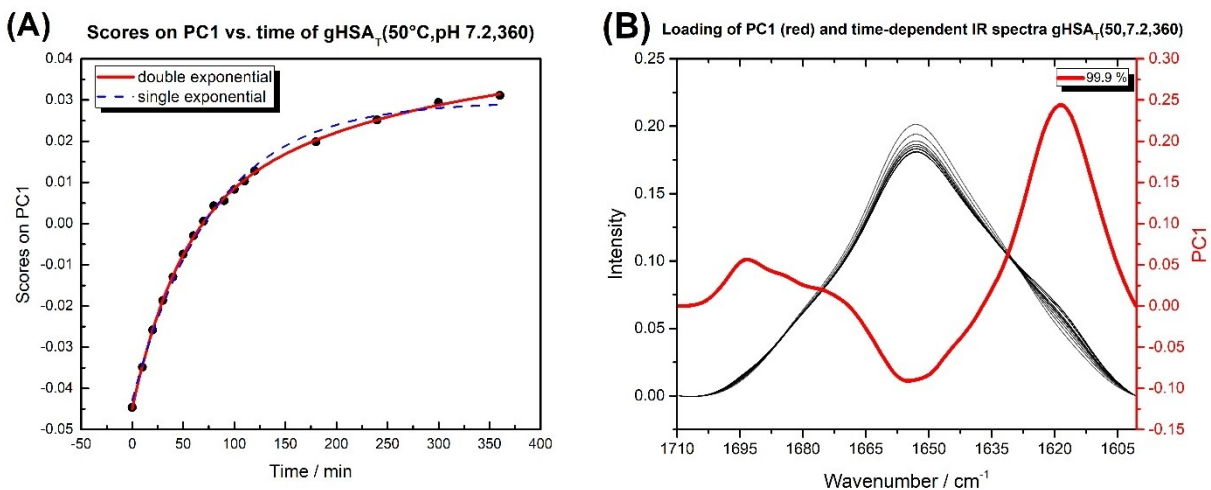 (A)
Scores on PC1 vs. time of gHSA_T(50°C,pH 7.2,360)
double exponential
single exponential
0.04
0.03
0.02
0.01
0.00
-0.01
-0.02
-0.03
-0.04
-0.05
Scores on PC1
-50 0 50 100 150 200 250 300 350 400
Time / min
(B)
Loading of PC1 (red) and time-dependent IR spectra gHSA_T(50,7.2,360)
99.9 %
0.25
0.20
0.15
0.10
0.05
0.00
Intensity
0.30
0.25
0.20
0.15
0.10
0.05
0.00
-0.05
-0.10
-0.15
PC1
1710 1695 1680 1665 1650 1635 1620 1605
Wavenumber / cm⁻¹